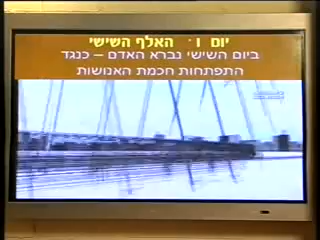 יום ו' האלף השישי
ביום השישי נברא האדם – כנגד
התפתחות חכמת האנושות